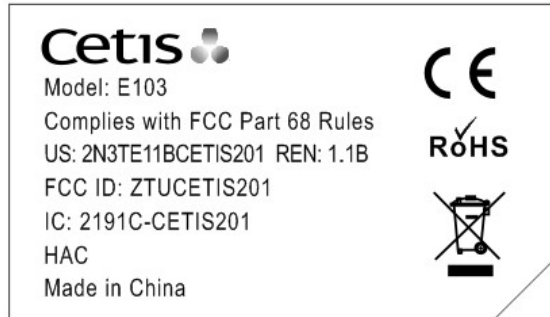 Cetis
Model: E103
Complies with FCC Part 68 Rules
US: 2N3TE11BCETIS201 REN: 1.1B
FCC ID: ZTUCETIS201
IC: 2191C-CETIS201
HAC
Made in China
CE
RoHS